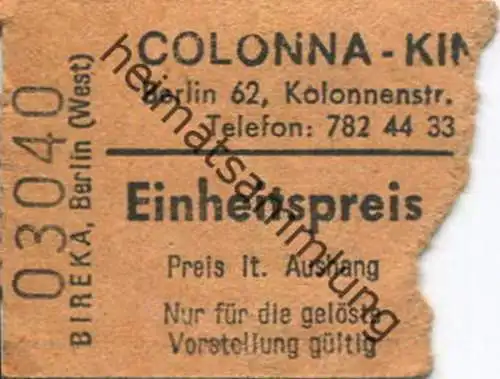 COLONNA - KIN
Berlin 62, Kolonnenstr.
Telefon: 782 44 33
Einheitspreis
Preis lt. Aushang
Nur für die gelöste
Vorstellung gültig
03040
BIREKA, Berlin (West)
heimatsammlung